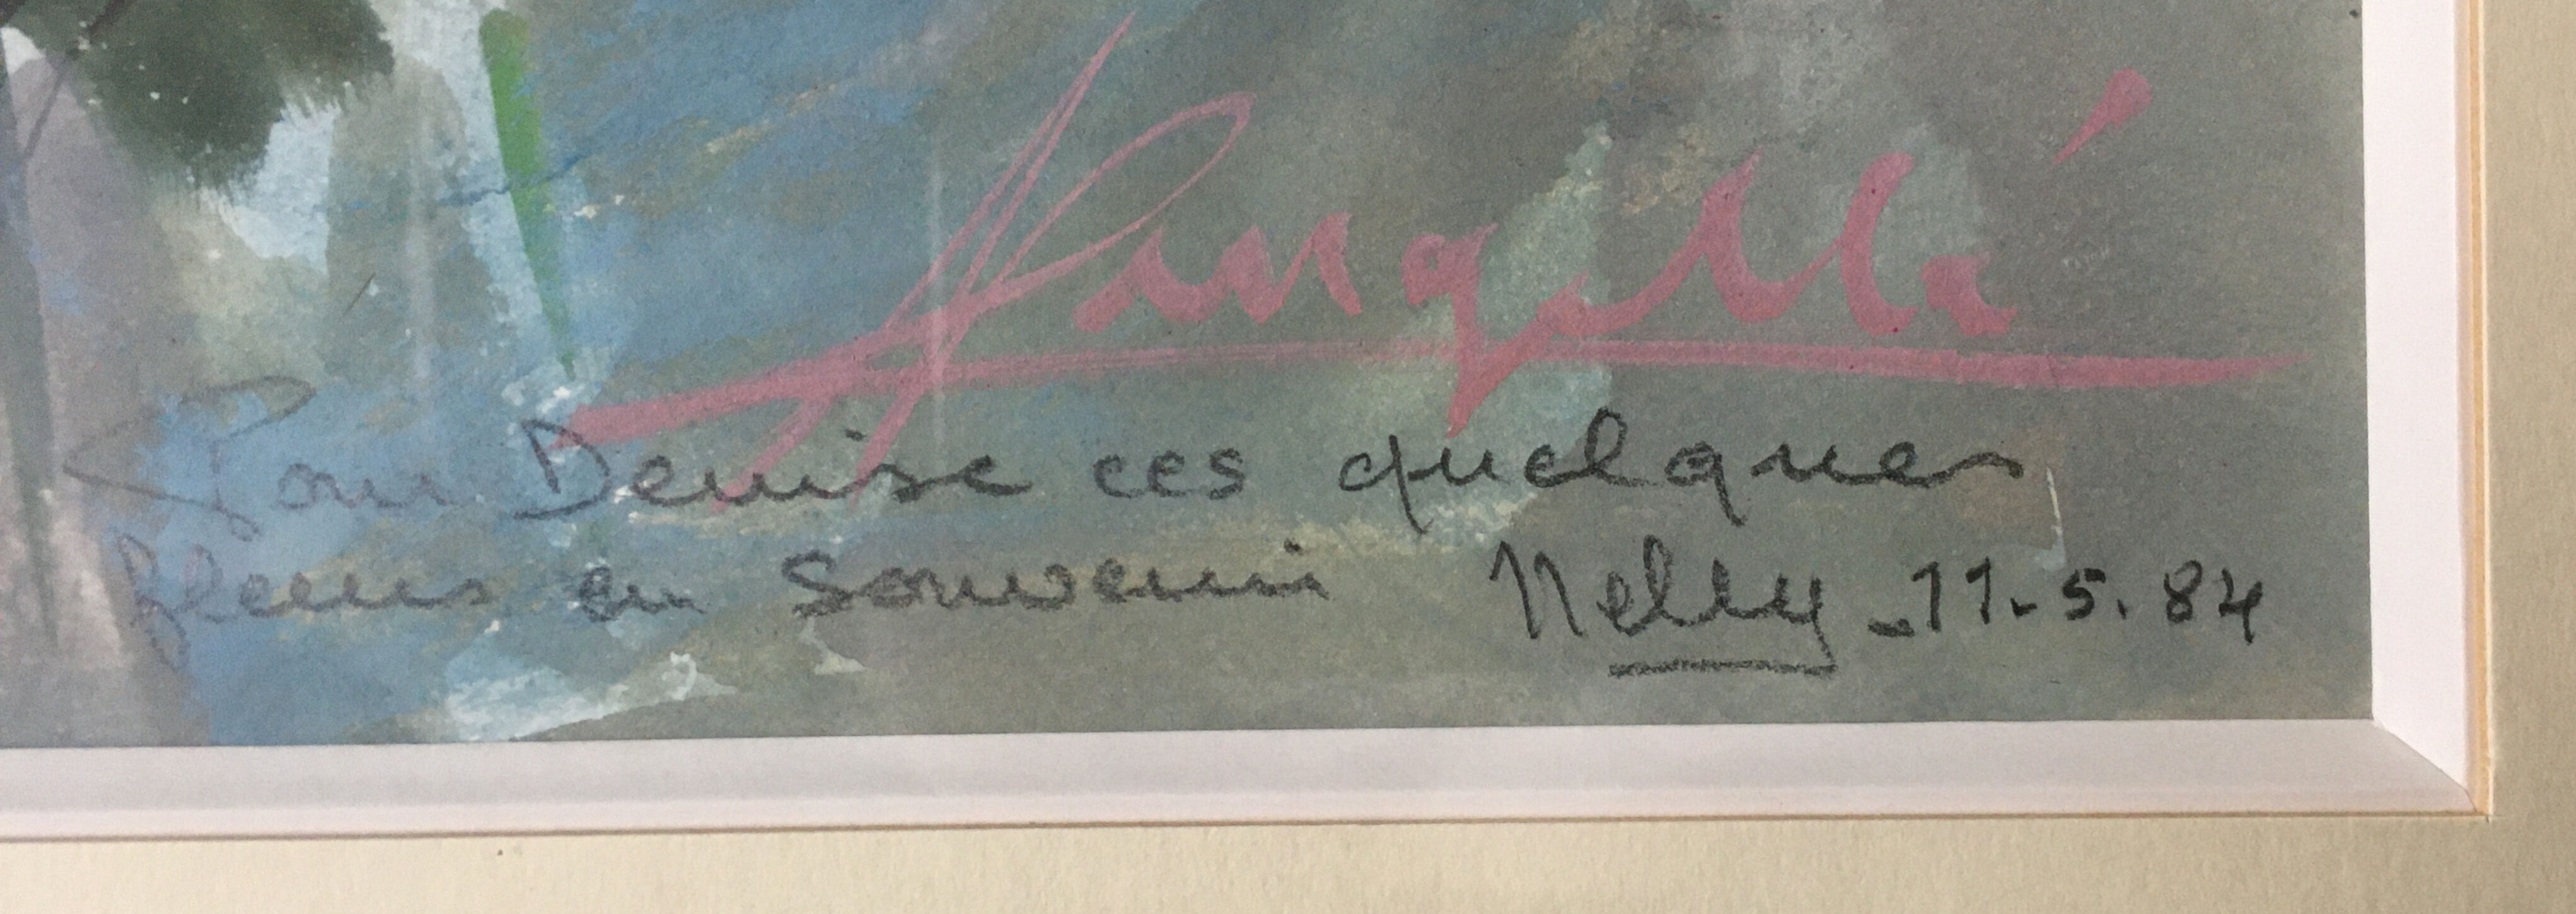 Pour Denise ces quelques
fleurs en souvenir Nelly - 11.5.84